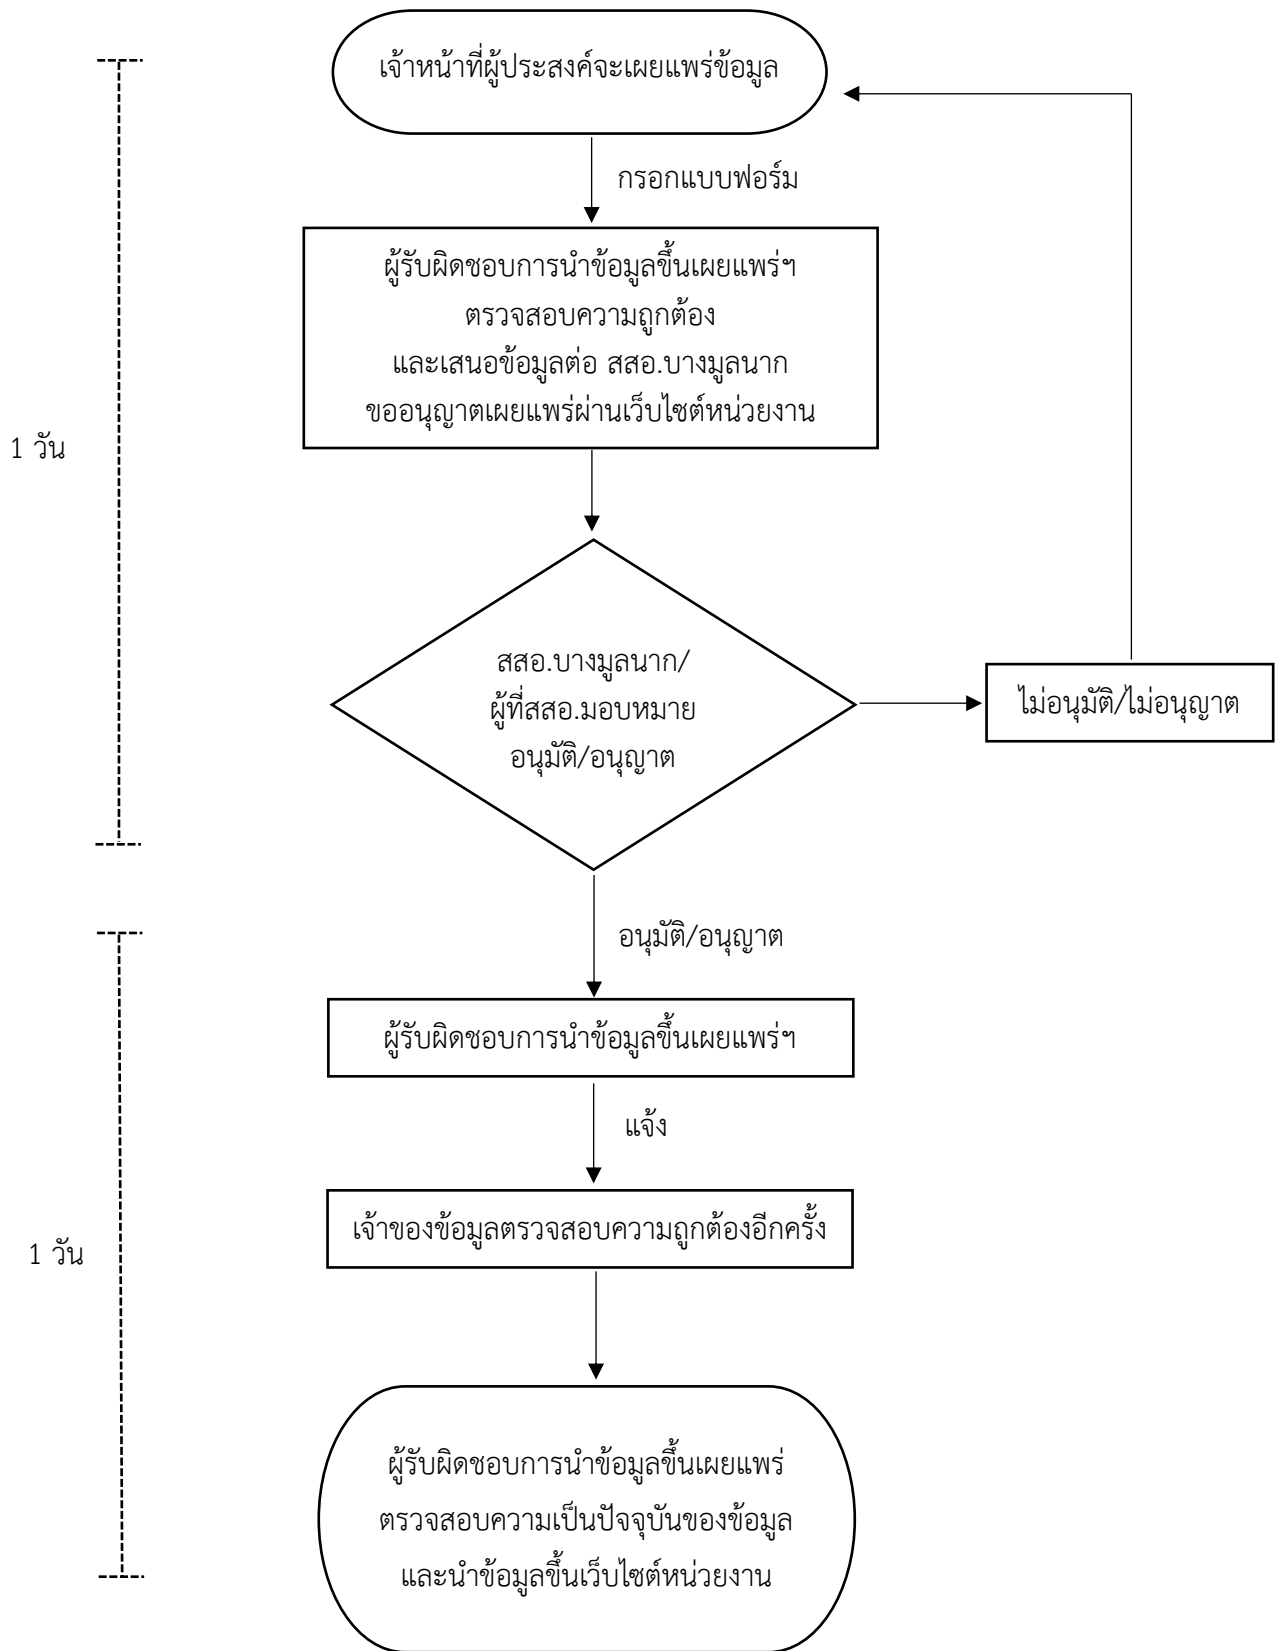 เจ้าหน้าที่ผู้ประสงค์จะเผยแพร่ข้อมูล
กรอกแบบฟอร์ม
ผู้รับผิดชอบการนำข้อมูลขึ้นเผยแพร่ฯ
ตรวจสอบความถูกต้อง
และเสนอข้อมูลต่อ สสอ.บางมูลนาก
ขออนุญาตเผยแพร่ผ่านเว็บไซต์หน่วยงาน
1 วัน
สสอ.บางมูลนาก/
ผู้ที่สสอ.มอบหมาย
อนุมัติ/อนุญาต
ไม่อนุมัติ/ไม่อนุญาต
อนุมัติ/อนุญาต
ผู้รับผิดชอบการนำข้อมูลขึ้นเผยแพร่ฯ
แจ้ง
เจ้าของข้อมูลตรวจสอบความถูกต้องอีกครั้ง
1 วัน
ผู้รับผิดชอบการนำข้อมูลขึ้นเผยแพร่
ตรวจสอบความเป็นปัจจุบันของข้อมูล
และนำข้อมูลขึ้นเว็บไซต์หน่วยงาน